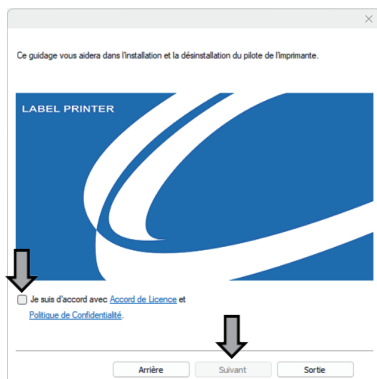 Ce guidage vous aidera dans l'installation et la désinstallation du pilote de l'imprimante.
LABEL PRINTER
Je suis d'accord avec Accord de Licence et
Politique de Confidentialité.
Arrière Suivant Sortie